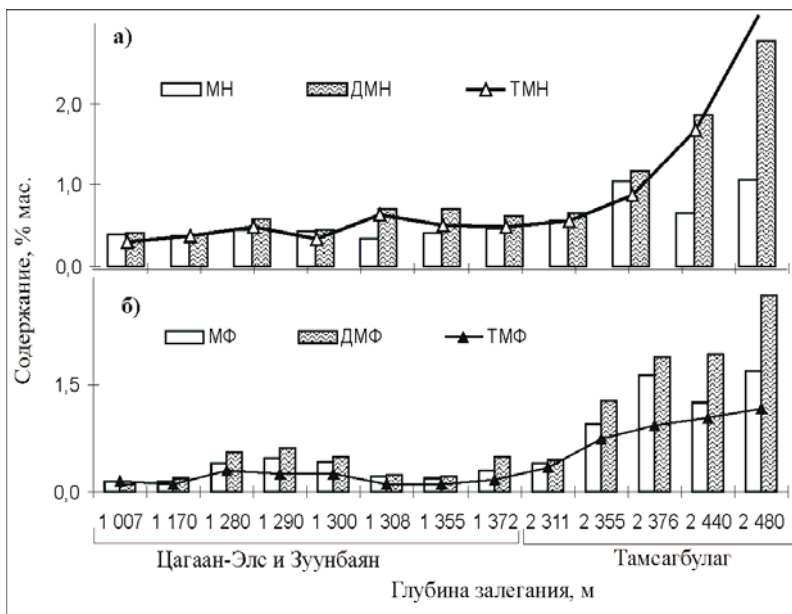 а)
МН ДМН ТМН
2,0
1,0
0,0
Содержание, % мас.
б)
МФ ДМФ ТМФ
1,5
0,0
1 007 1 170 1 280 1 290 1 300 1 308 1 355 1 372 2 311 2 355 2 376 2 440 2 480
Цагаан-Элс и Зуунбаян Тамсагбулаг
Глубина залегания, м